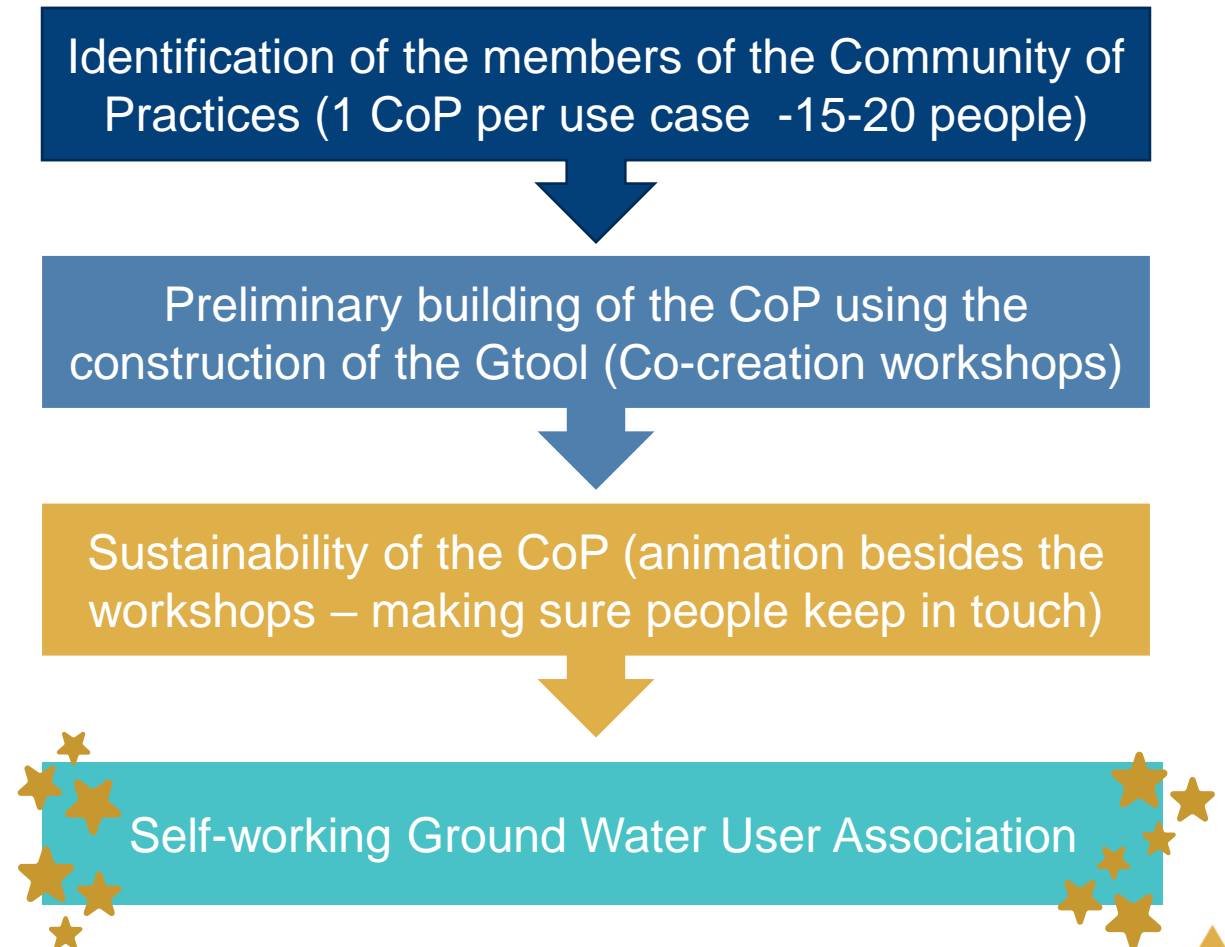 Identification of the members of the Community of
Practices (1 CoP per use case  -15-20 people)
Preliminary building of the CoP using the
construction of the Gtool (Co-creation workshops)
Sustainability of the CoP (animation besides the
workshops – making sure people keep in touch)
Self-working Ground Water User Association